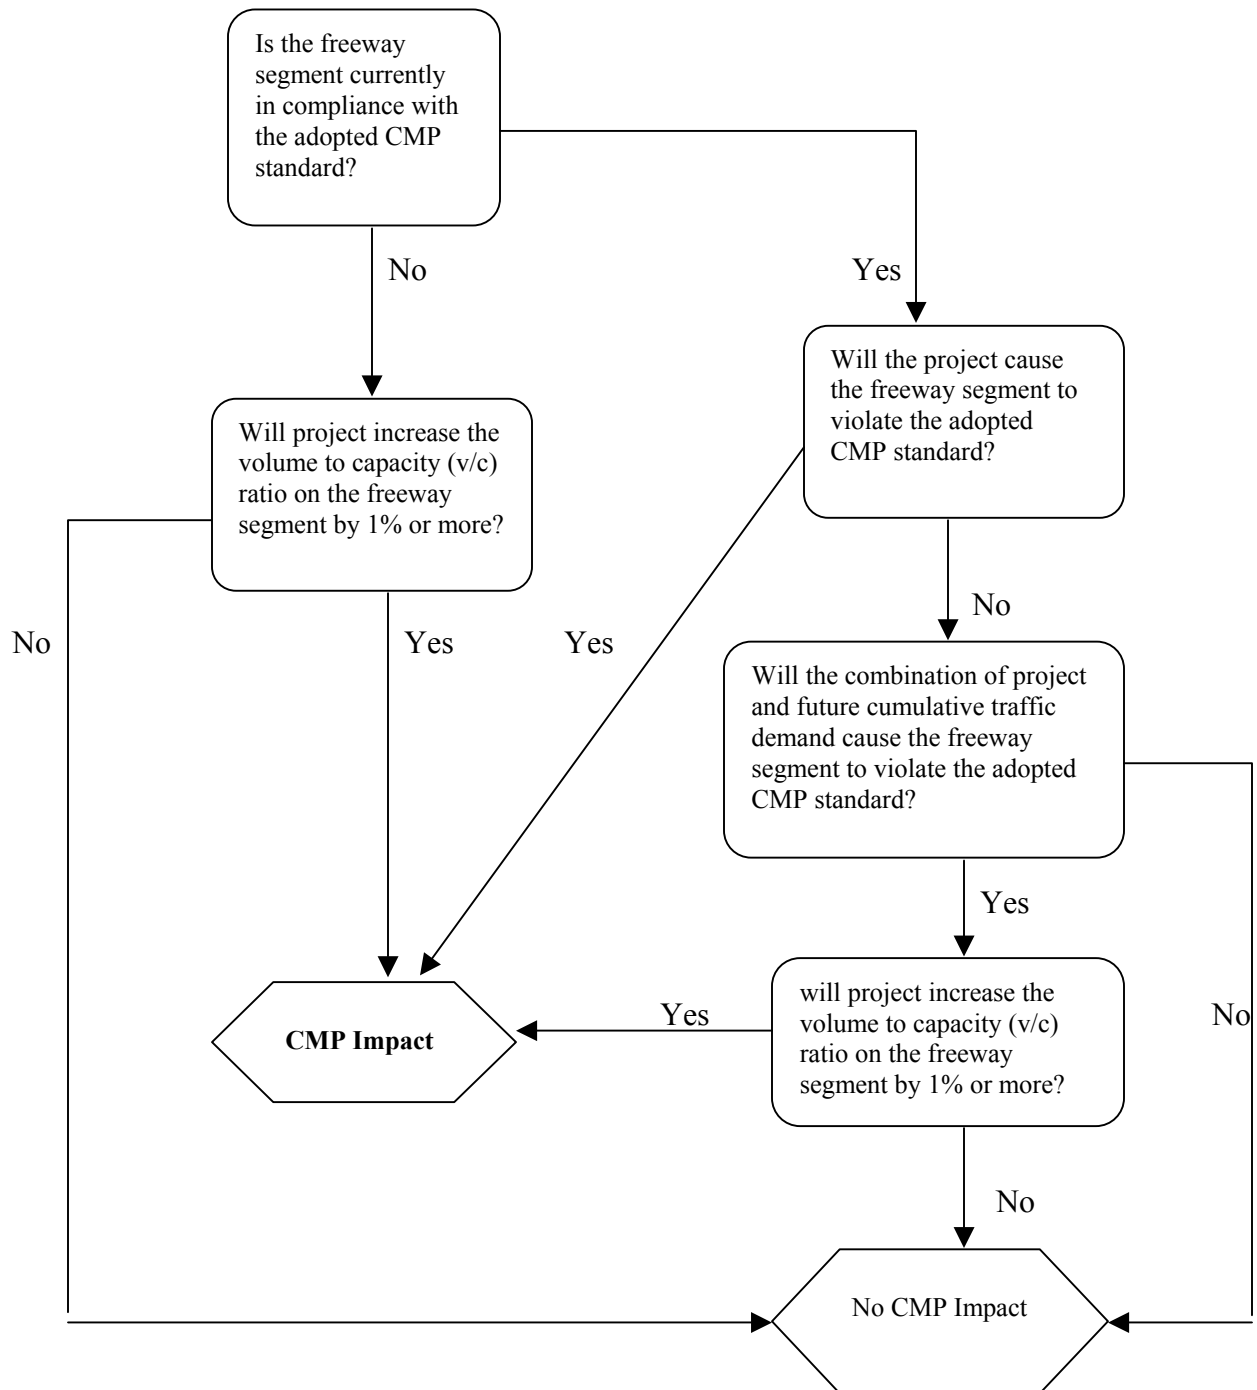 Is the freeway
segment currently
in compliance with
the adopted CMP
standard?
No
Yes
Will the project cause
the freeway segment to
violate the adopted
CMP standard?
Will project increase the
volume to capacity (v/c)
ratio on the freeway
segment by 1% or more?
No
No
Yes
Yes
Will the combination of project
and future cumulative traffic
demand cause the freeway
segment to violate the adopted
CMP standard?
Yes
will project increase the
volume to capacity (v/c)
ratio on the freeway
segment by 1% or more?
Yes
No
CMP Impact
No
No CMP Impact